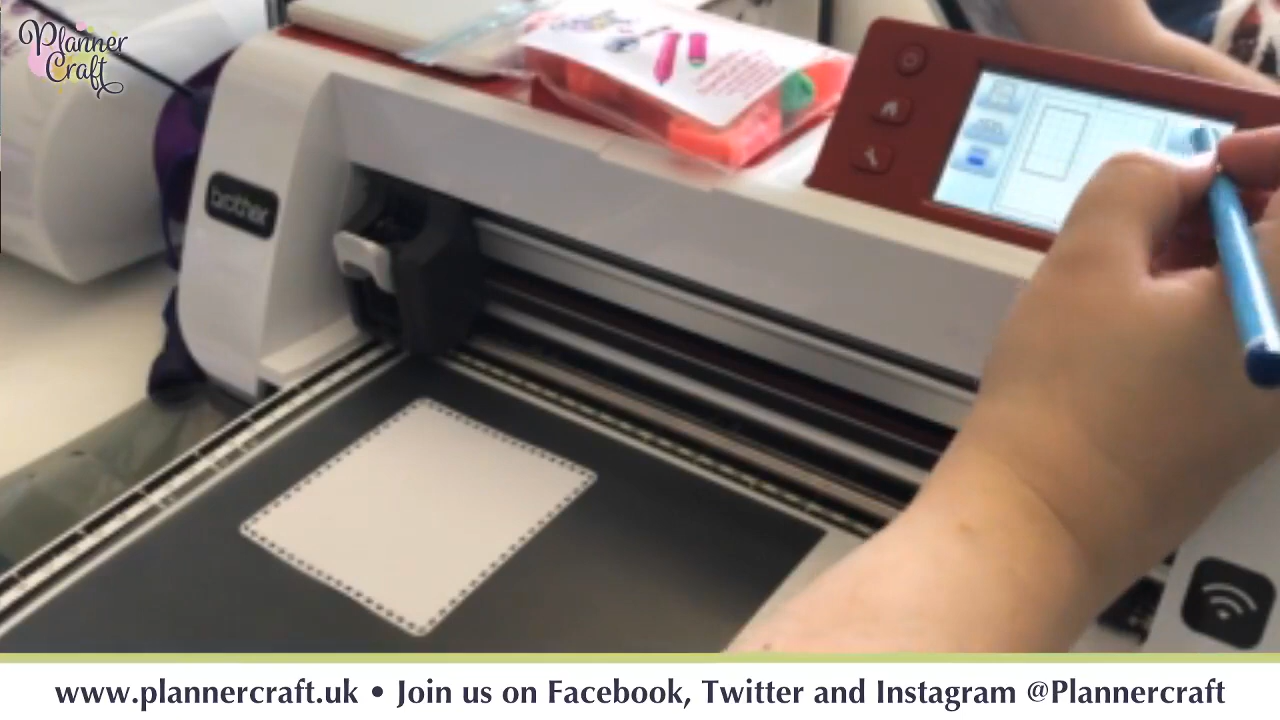 Planner
Craft
brother
www.plannercraft.uk • Join us on Facebook, Twitter and Instagram @Plannercraft